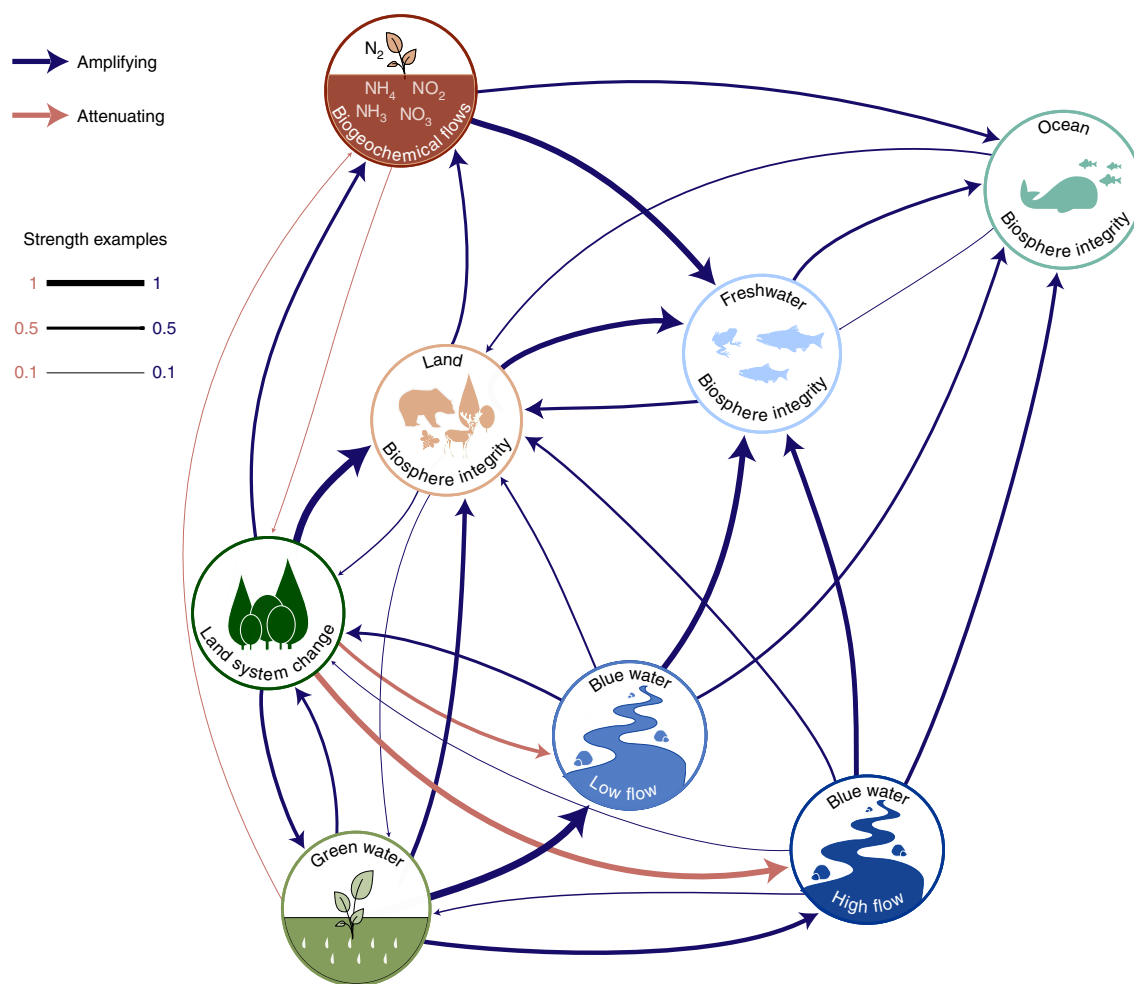 Amplifying
Attenuating
Strength examples
1 1
0.5 0.5
0.1 0.1
N2
NH4 NO2
NH3 NO3
Biogeochemical flows
Ocean
Biosphere integrity
Freshwater
Biosphere integrity
Land
Biosphere integrity
Land system change
Blue water
Low flow
Blue water
High flow
Green water